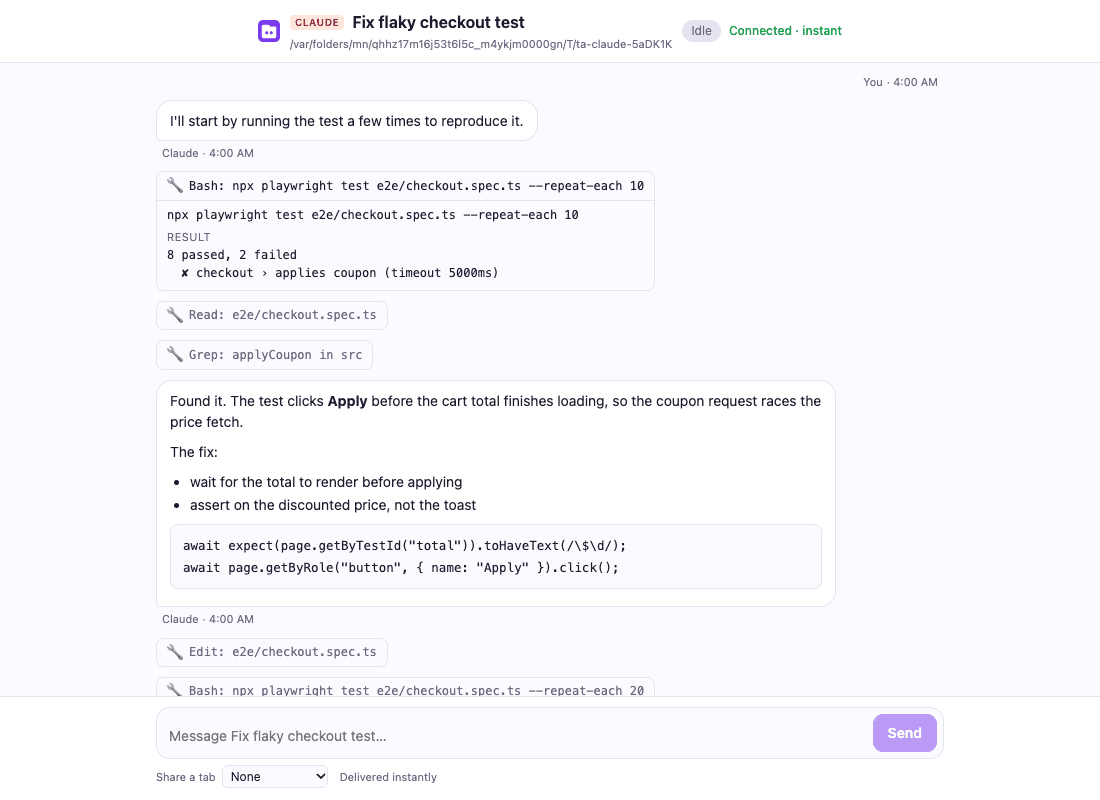 CLAUDE Fix flaky checkout test
/var/folders/mn/qhhz17m16j53t6l5c_m4ykjm0000gn/T/ta-claude-5aDK1K
Idle
Connected · instant
You · 4:00 AM
I'll start by running the test a few times to reproduce it.
Claude · 4:00 AM
Bash: npx playwright test e2e/checkout.spec.ts --repeat-each 10
npx playwright test e2e/checkout.spec.ts --repeat-each 10
RESULT
8 passed, 2 failed
✘ checkout › applies coupon (timeout 5000ms)
Read: e2e/checkout.spec.ts
Grep: applyCoupon in src
Found it. The test clicks Apply before the cart total finishes loading, so the coupon request races the
price fetch.
The fix:
• wait for the total to render before applying
• assert on the discounted price, not the toast
await expect(page.getByTestId("total")).toHaveText(/\$\d/);
await page.getByRole("button", { name: "Apply" }).click();
Claude · 4:00 AM
Edit: e2e/checkout.spec.ts
Bash: npx playwright test e2e/checkout.spec.ts --repeat-each 20
Message Fix flaky checkout test...
Send
Share a tab
None
Delivered instantly